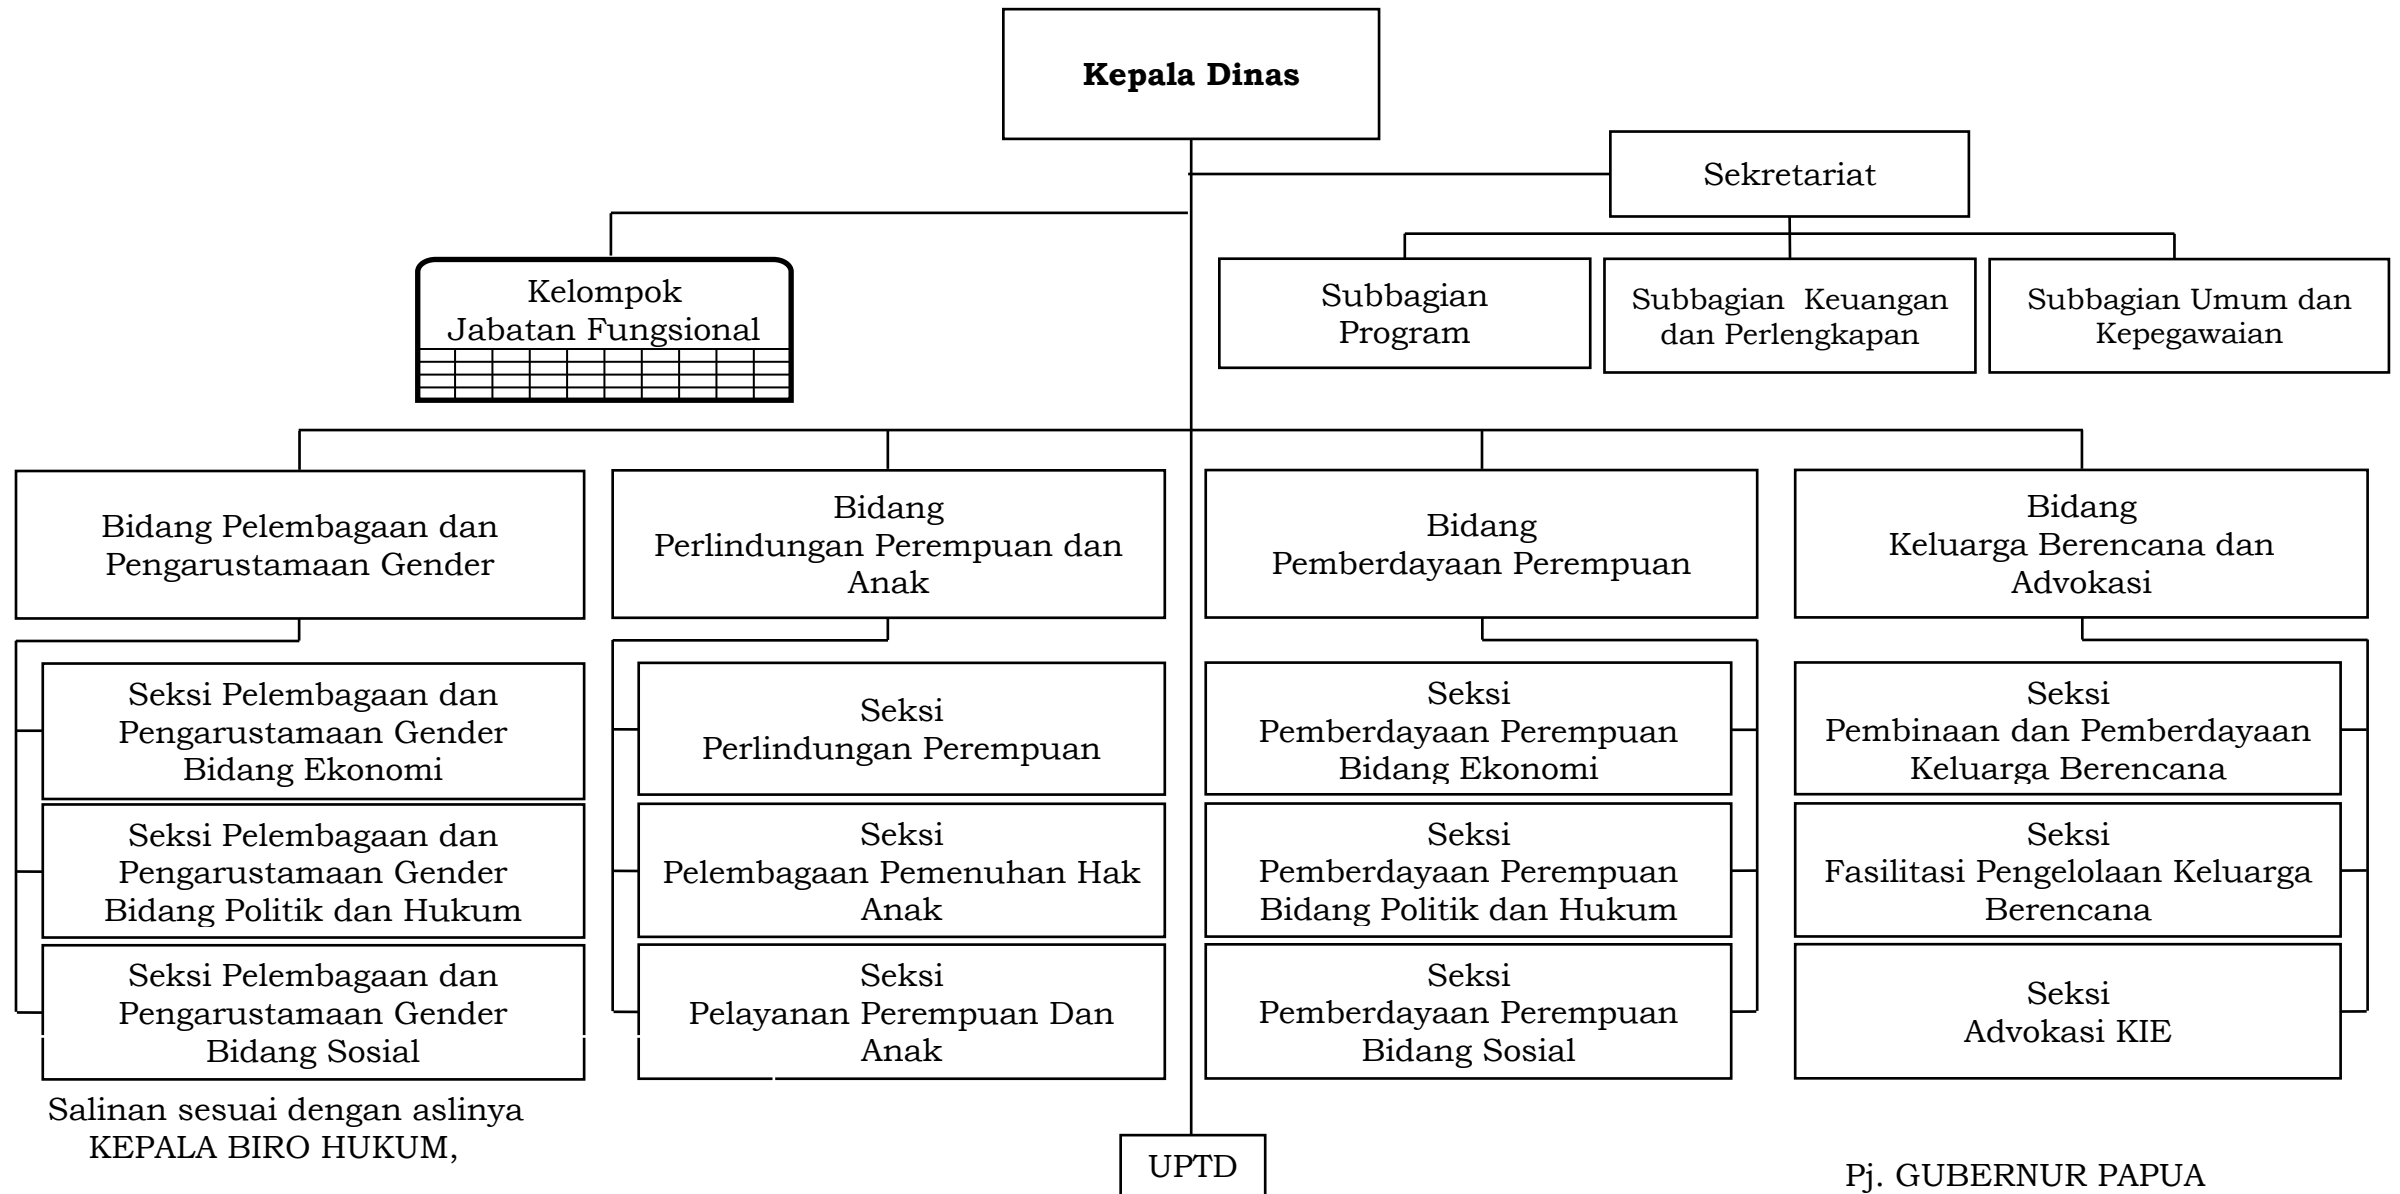 Kepala Dinas
Sekretariat
Kelompok
Jabatan Fungsional
Subbagian
Program
Subbagian Keuangan
dan Perlengkapan
Subbagian Umum dan
Kepegawaian
Bidang Pelembagaan dan
Pengarustamaan Gender
Bidang
Perlindungan Perempuan dan
Anak
Bidang
Pemberdayaan Perempuan
Bidang
Keluarga Berencana dan
Advokasi
Seksi Pelembagaan dan
Pengarustamaan Gender
Bidang Ekonomi
Seksi
Perlindungan Perempuan
Seksi
Pemberdayaan Perempuan
Bidang Ekonomi
Seksi
Pembinaan dan Pemberdayaan
Keluarga Berencana
Seksi Pelembagaan dan
Pengarustamaan Gender
Bidang Politik dan Hukum
Seksi
Pelembagaan Pemenuhan Hak
Anak
Seksi
Pemberdayaan Perempuan
Bidang Politik dan Hukum
Seksi
Fasilitasi Pengelolaan Keluarga
Berencana
Seksi Pelembagaan dan
Pengarustamaan Gender
Bidang Sosial
Seksi
Pelayanan Perempuan Dan
Anak
Seksi
Pemberdayaan Perempuan
Bidang Sosial
Seksi
Advokasi KIE
Salinan sesuai dengan aslinya
KEPALA BIRO HUKUM,
UPTD
Pj. GUBERNUR PAPUA